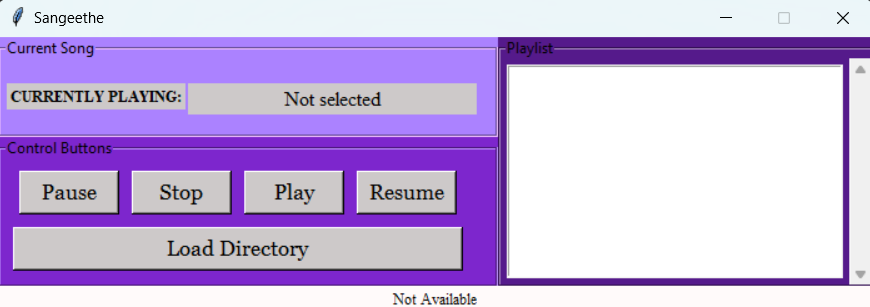 Sangeethe
Current Song
CURRENTLY PLAYING: Not selected
Control Buttons
Pause Stop Play Resume
Load Directory
Playlist
Not Available